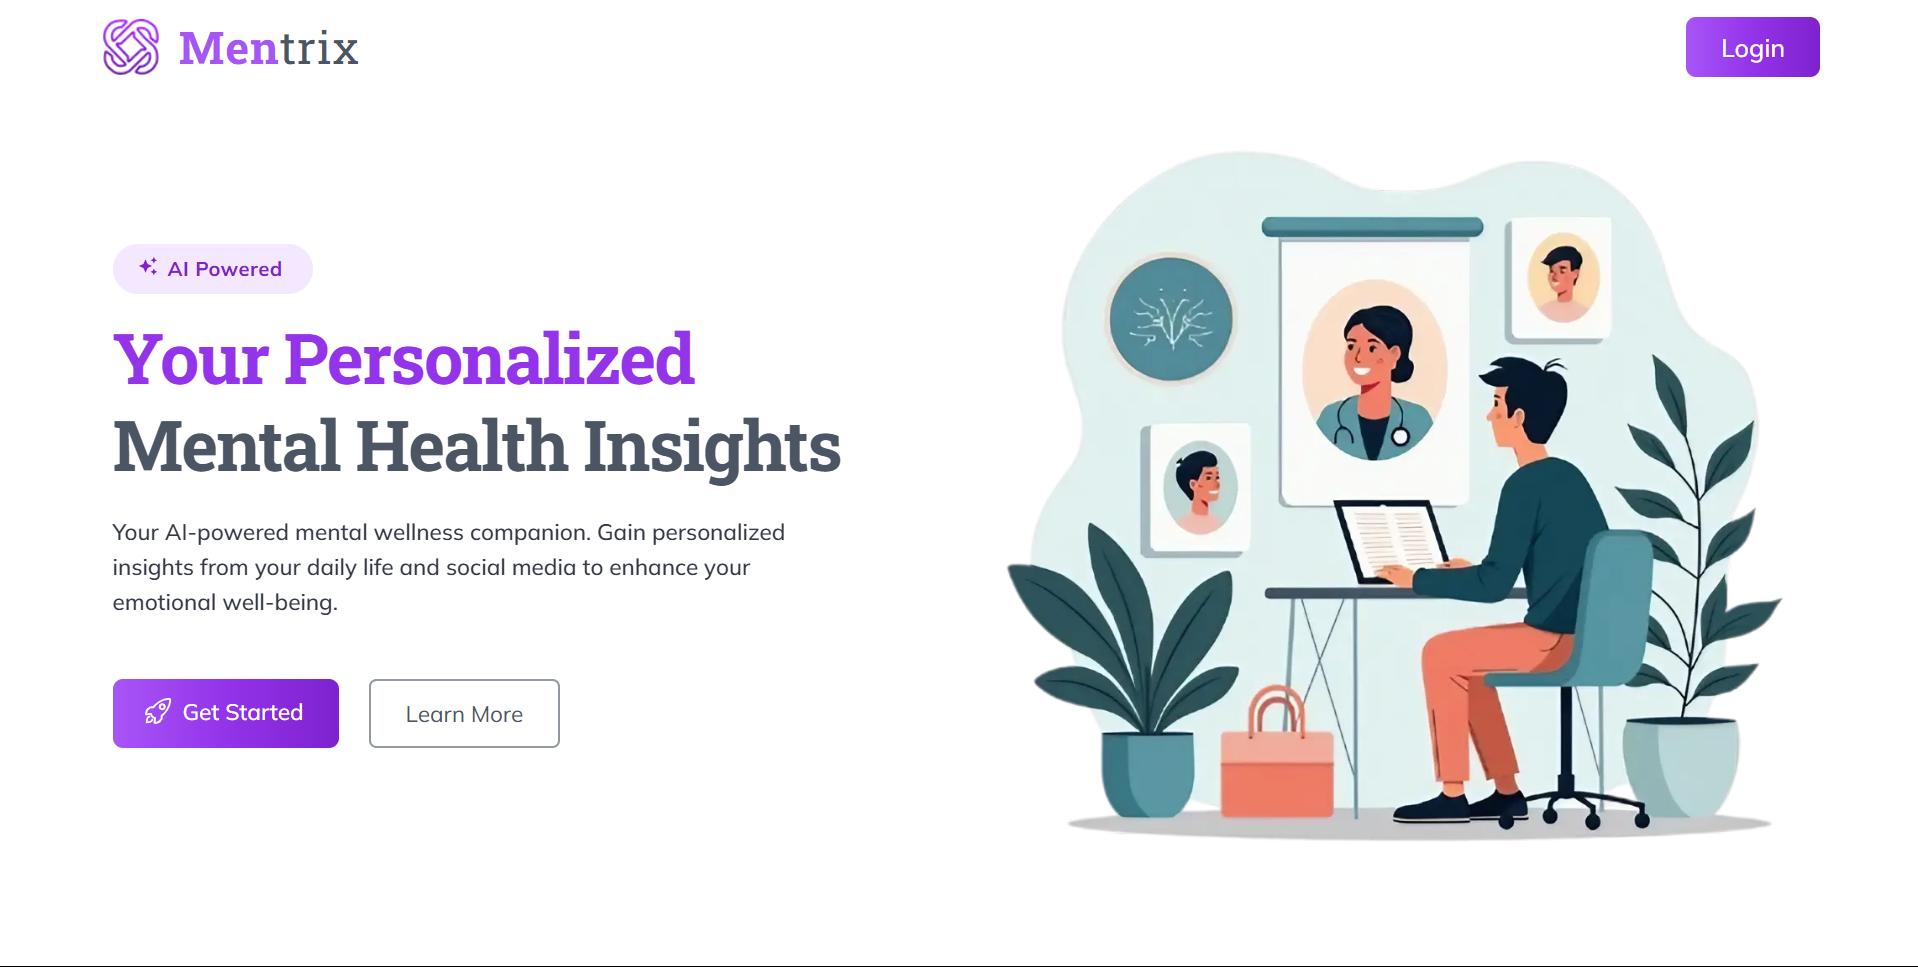 Mentrix
Login
AI Powered
Your Personalized
Mental Health Insights
Your AI-powered mental wellness companion. Gain personalized
insights from your daily life and social media to enhance your
emotional well-being.
Get Started
Learn More